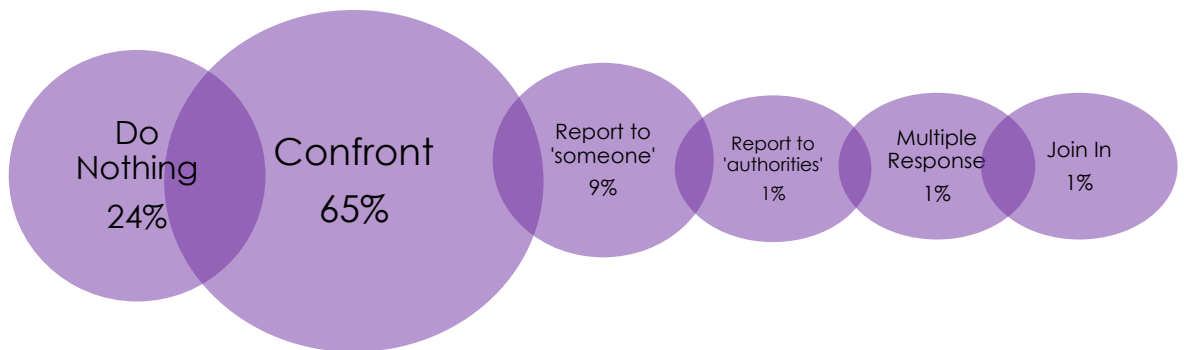 Do
Nothing
24%
Confront
65%
Report to
'someone'
9%
Report to
'authorities'
1%
Multiple
Response
1%
Join In
1%